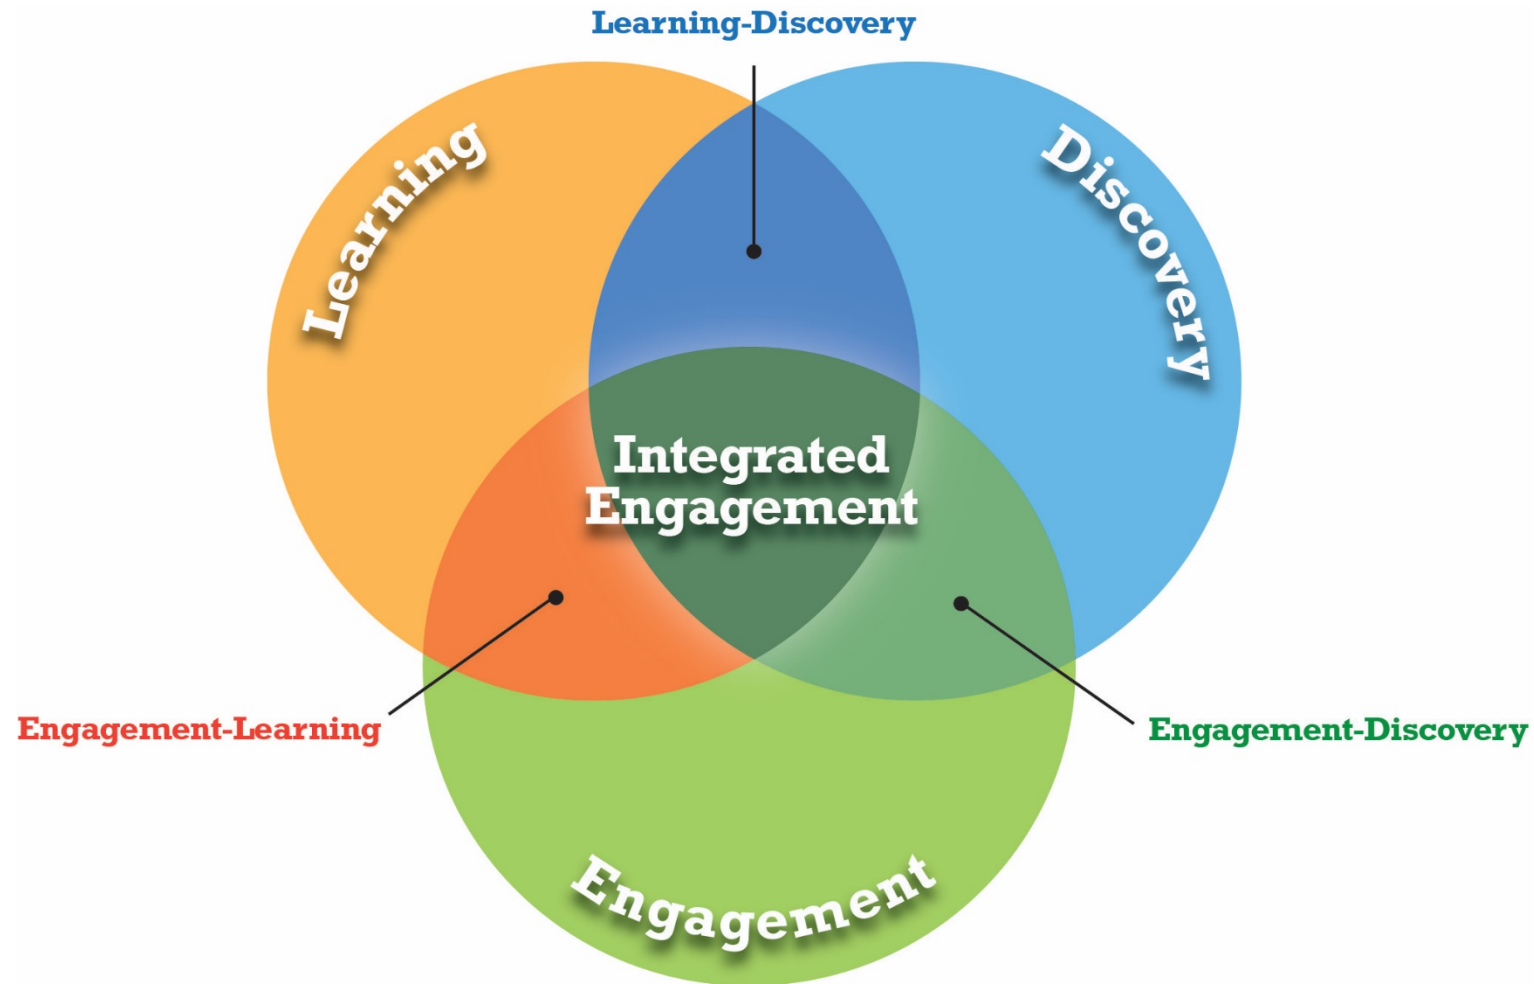 Learning-Discovery
Learning
Discovery
Integrated
Engagement
Engagement-Learning
Engagement-Discovery
Engagement